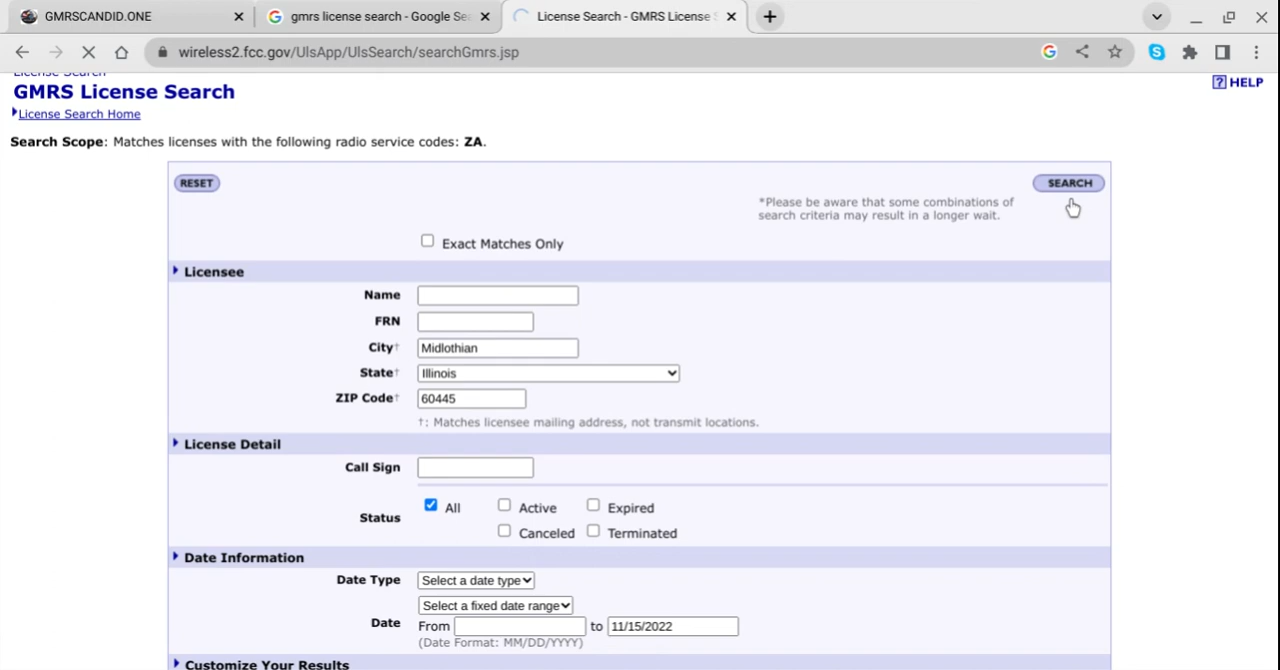 GMRSCANDID.ONE
gmrs license search - Google Se
License Search - GMRS License S
wireless2.fcc.gov/UlsApp/UlsSearch/searchGmrs.jsp
License Search
GMRS License Search
? HELP
License Search Home
Search Scope: Matches licenses with the following radio service codes: ZA.
RESET
SEARCH
*Please be aware that some combinations of
search criteria may result in a longer wait.
Exact Matches Only
Licensee
Name
FRN
City† Midlothian
State† Illinois
ZIP Code† 60445
†: Matches licensee mailing address, not transmit locations.
License Detail
Call Sign
Status
All Active Expired
Canceled Terminated
Date Information
Date Type Select a date type
Select a fixed date range
Date From to 11/15/2022
(Date Format: MM/DD/YYYY)
Customize Your Results